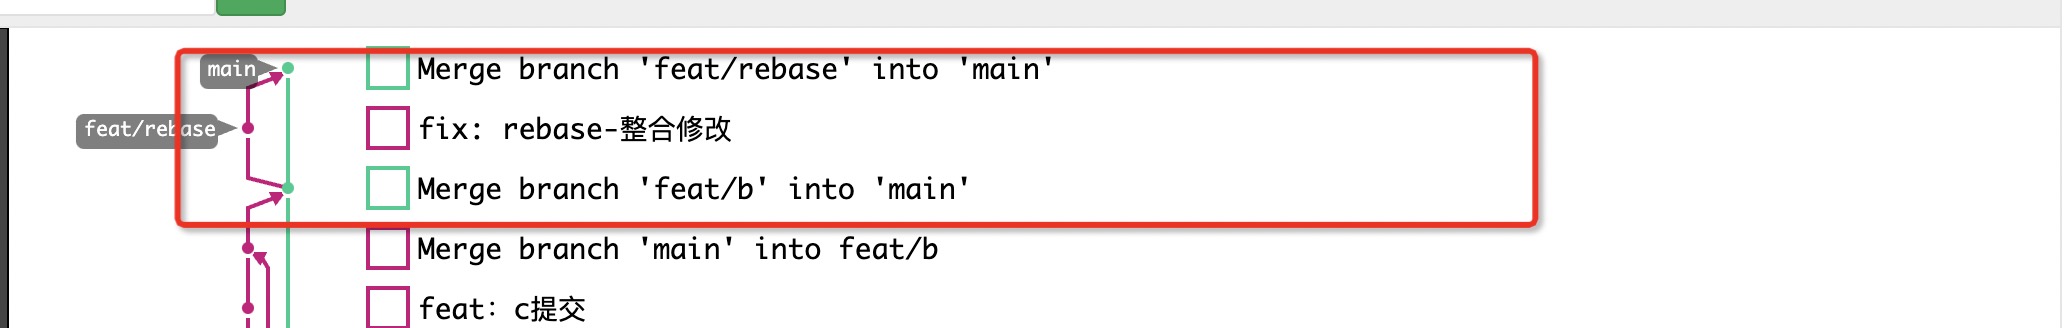 main Merge branch 'feat/rebase' into 'main'
feat/rebase fix: rebase-整合修改
Merge branch 'feat/b' into 'main'
Merge branch 'main' into feat/b
feat：c提交